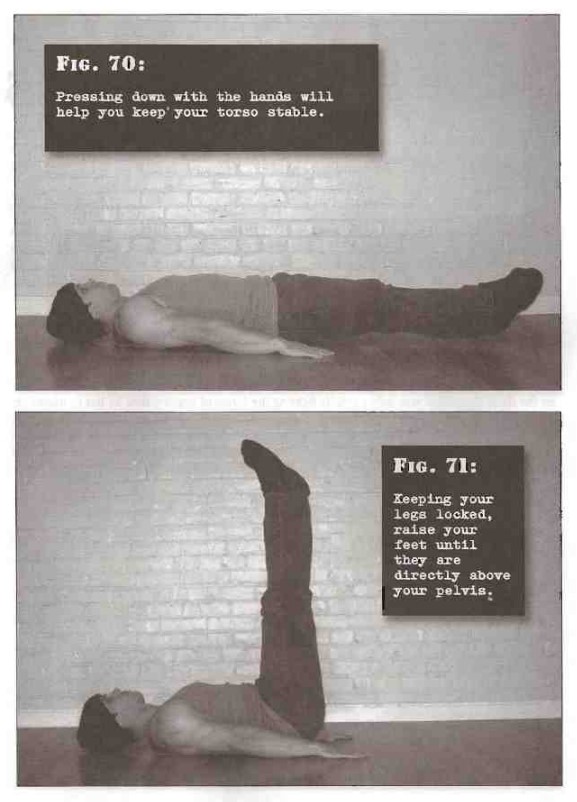 FIG. 70:
Pressing down with the hands will
help you keep your torso stable.
FIG. 71:
Keeping your
legs locked,
raise your
feet until
they are
directly above
your pelvis.